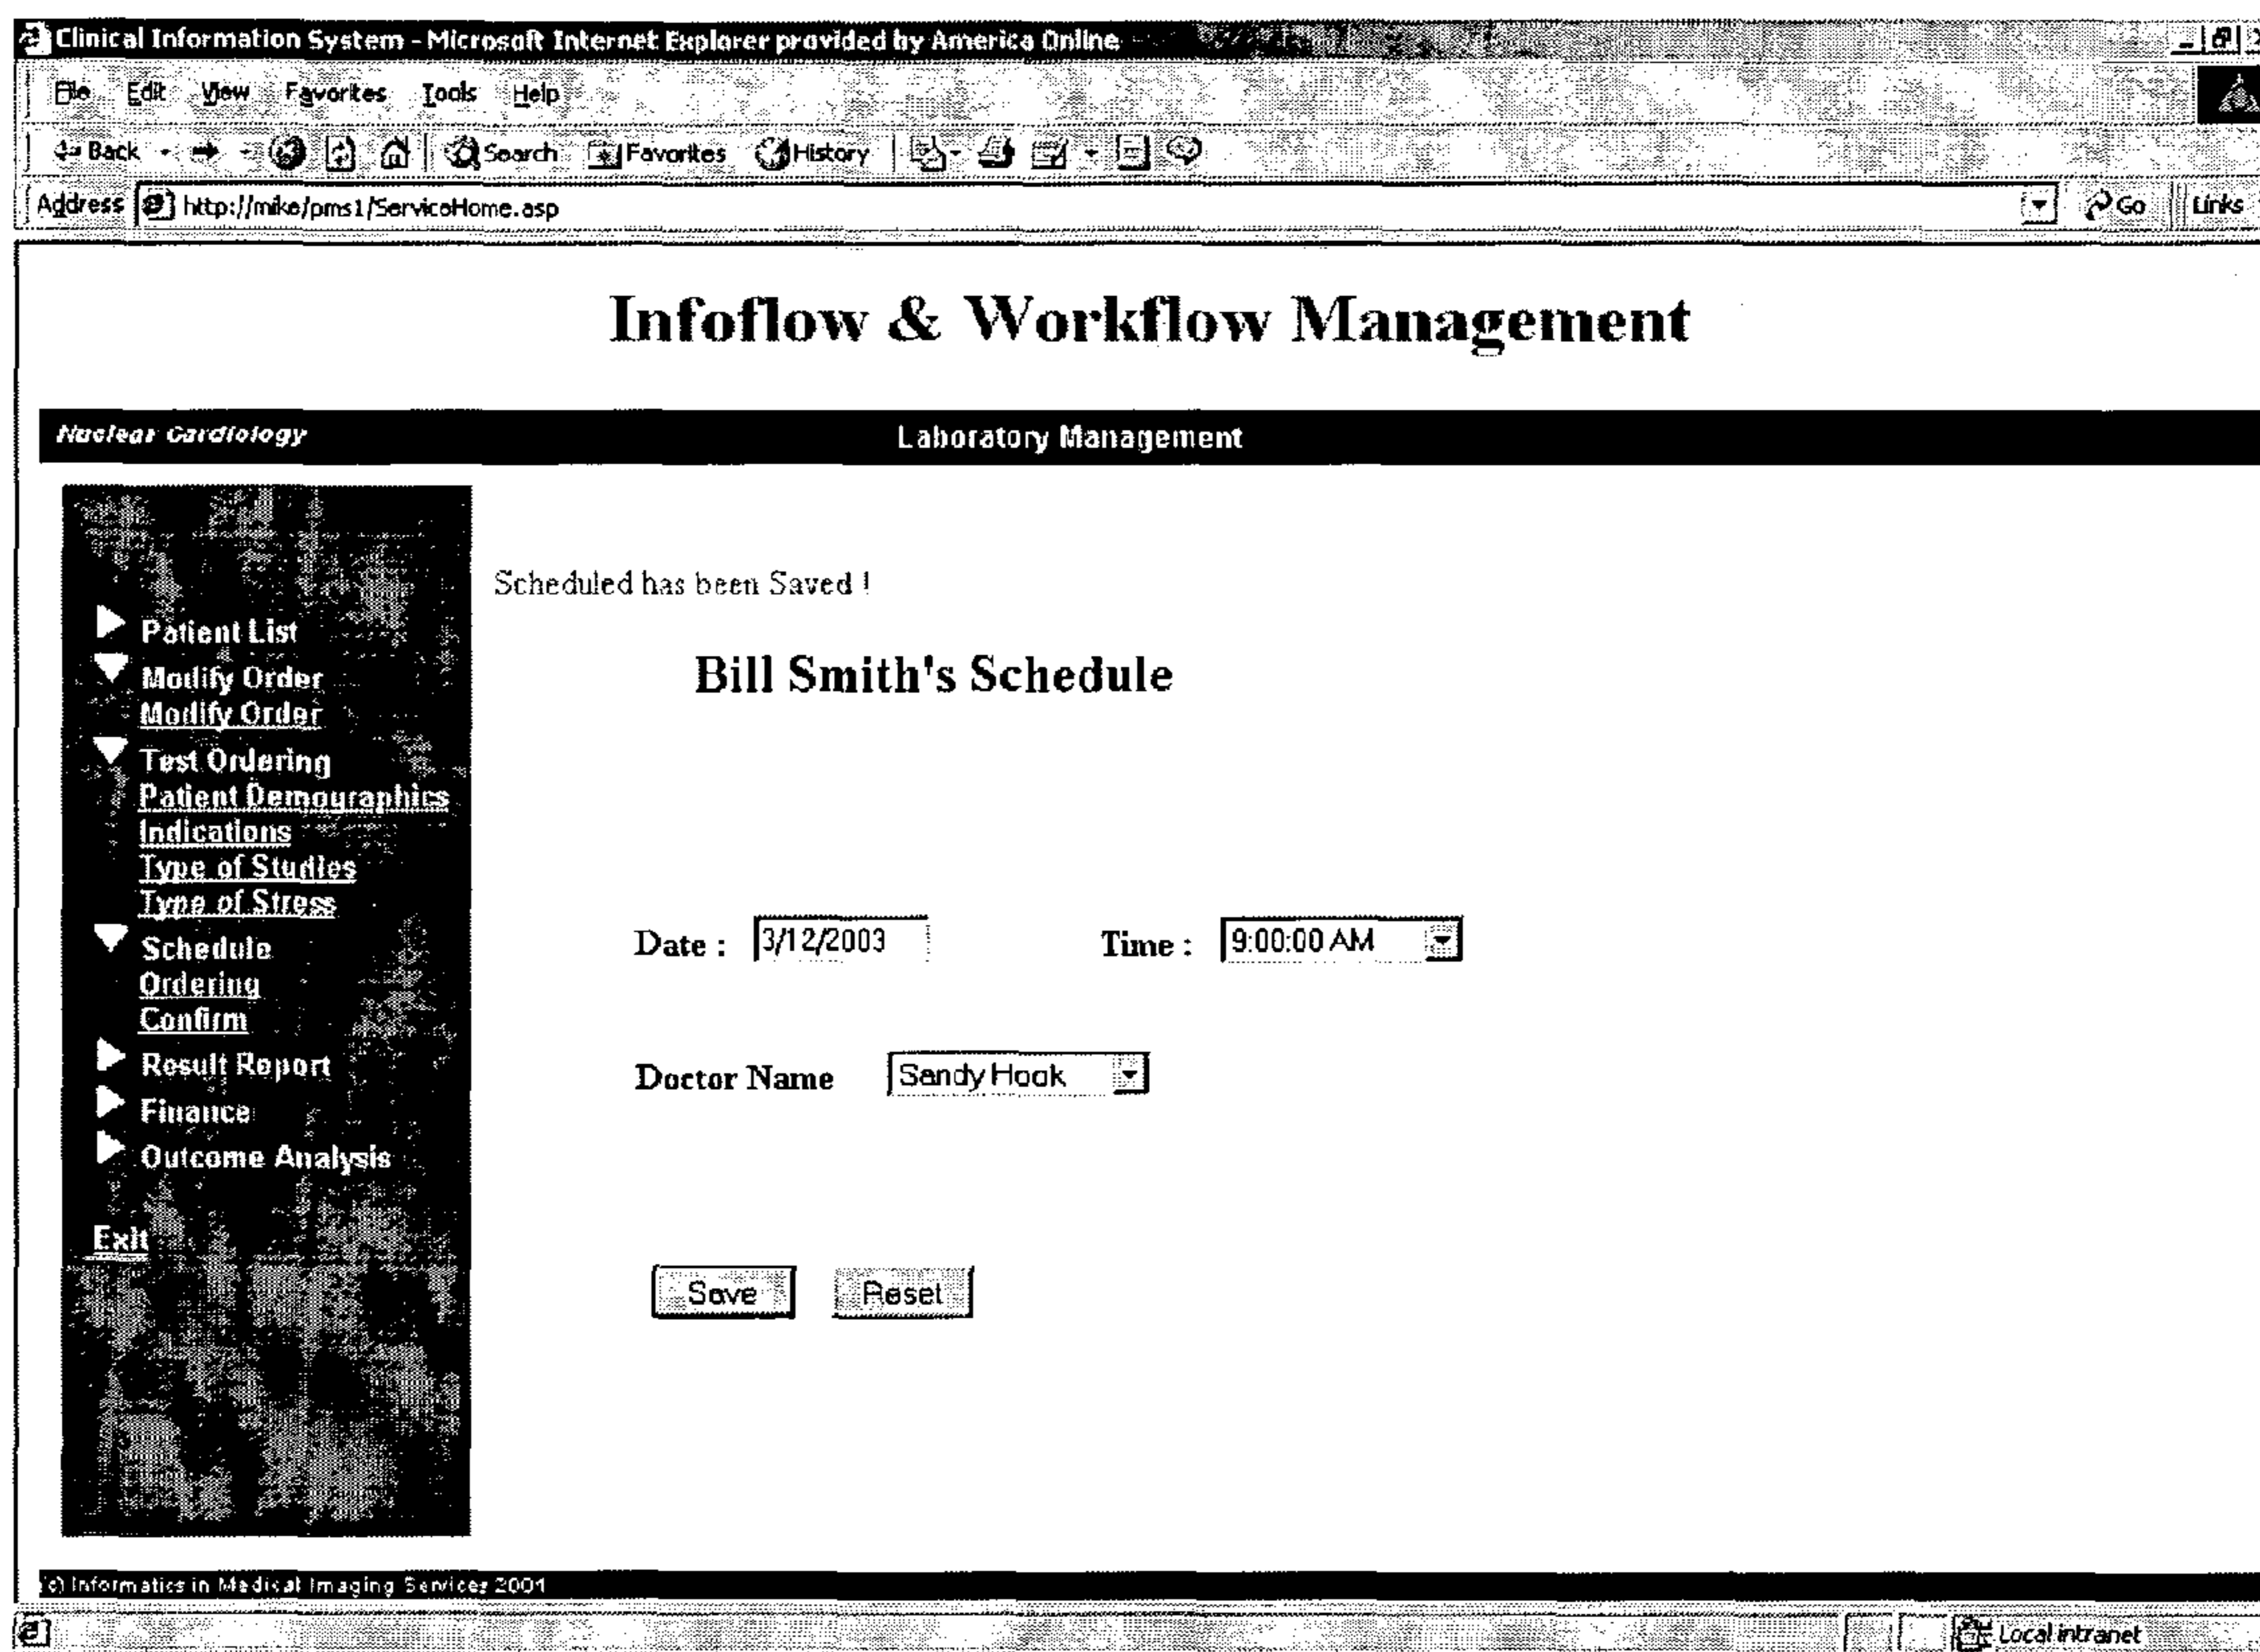 Clinical Information System - Microsoft Internet Explorer provided by America Online
File Edit View Favorites Tools Help
Back Search Favorites History
Address http://mike/pms1/ServiceHome.asp Go Links
Infoflow & Workflow Management
Nuclear Cardiology Laboratory Management
Scheduled has been Saved !
Patient List
Bill Smith's Schedule
Modify Order
Modify Order
Test Ordering
Patient Demographics
Indications
Type of Studies
Type of Stress
Date : 3/12/2003 Time : 9:00:00 AM
Schedule
Ordering
Confirm
Result Report
Doctor Name Sandy Hook
Finance
Outcome Analysis
Exit
Save Reset
(c) Informatics in Medical Imaging Services 2001
Local intranet